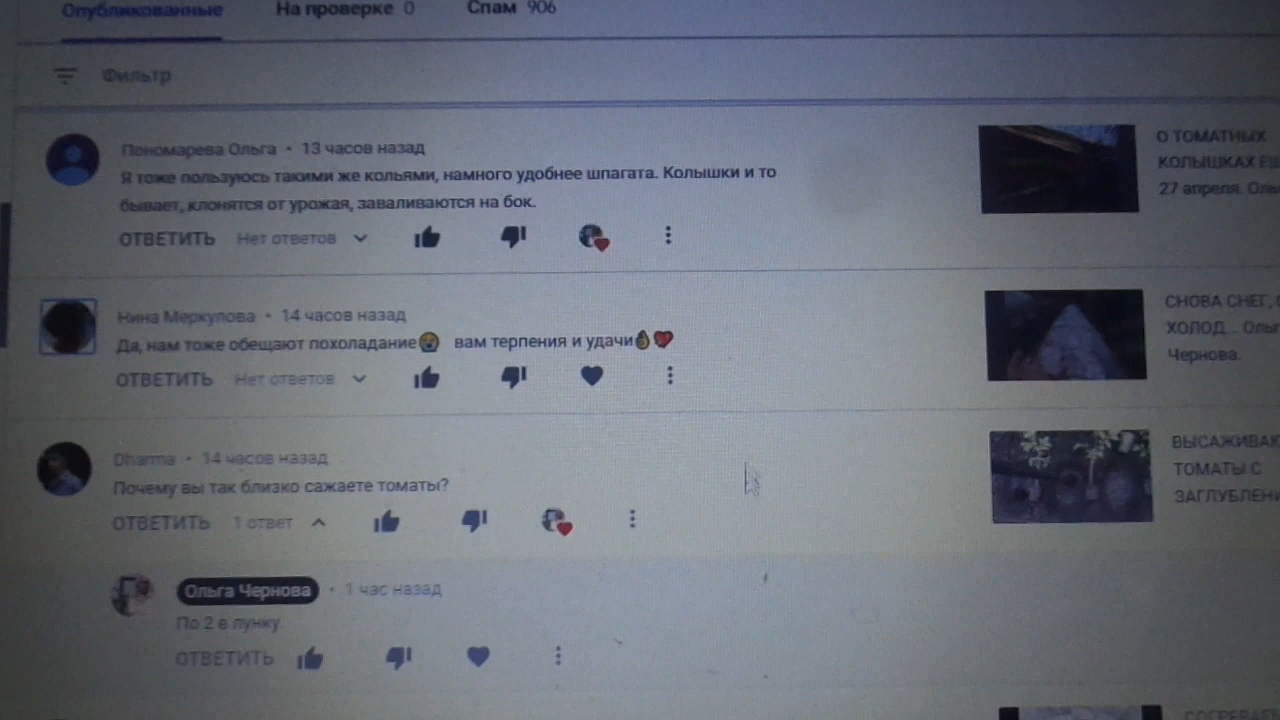 Опубликованные На проверке 0 Спам 906
Фильтр
Пономарева Ольга • 13 часов назад
Я тоже пользуюсь такими же кольями, намного удобнее шпагата. Колышки и то
бывает, клонятся от урожая, заваливаются на бок.
ОТВЕТИТЬ Нет ответов
О ТОМАТНЫХ
КОЛЫШКАХ ЕЩ
27 апреля. Оль
Нина Меркулова • 14 часов назад
Да, нам тоже обещают похоладание😭 вам терпения и удачи👌💖
ОТВЕТИТЬ Нет ответов
СНОВА СНЕГ,
ХОЛОД... Оль
Чернова.
Dharma • 14 часов назад
Почему вы так близко сажаете томаты?
ОТВЕТИТЬ 1 ответ
ВЫСАЖИВАЮ
ТОМАТЫ С
ЗАГЛУБЛЕНИ
Ольга Чернова • 1 час назад
По 2 в лунку.
ОТВЕТИТЬ